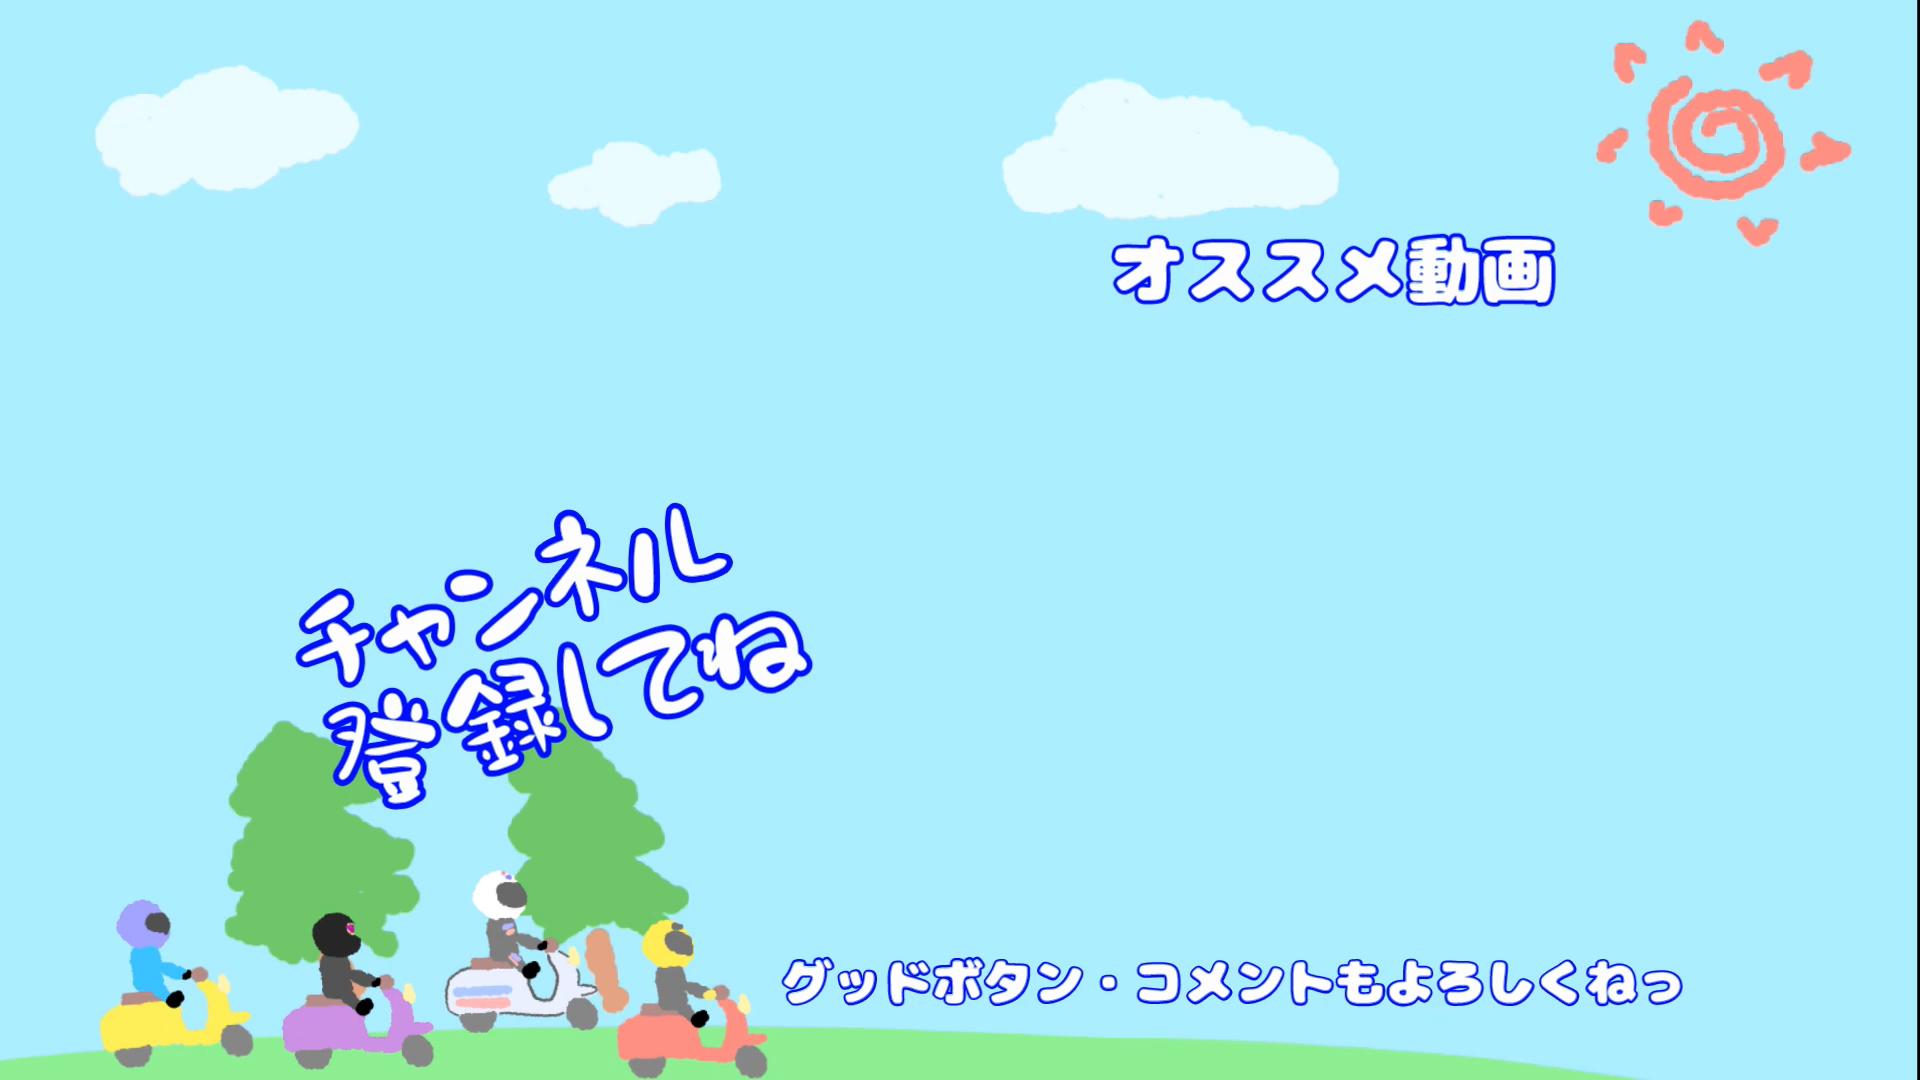 オススメ動画
チャンネル
登録してね
グッドボタン・コメントもよろしくねっ